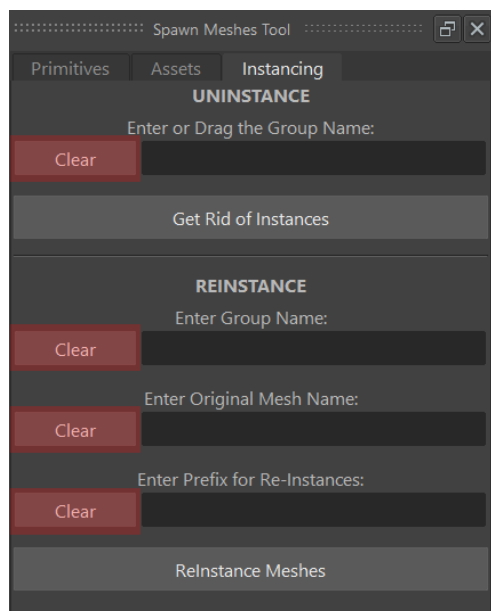 Spawn Meshes Tool
Primitives Assets Instancing
UNINSTANCE
Enter or Drag the Group Name:
Clear
Get Rid of Instances
REINSTANCE
Enter Group Name:
Clear
Enter Original Mesh Name:
Clear
Enter Prefix for Re-Instances:
Clear
ReInstance Meshes